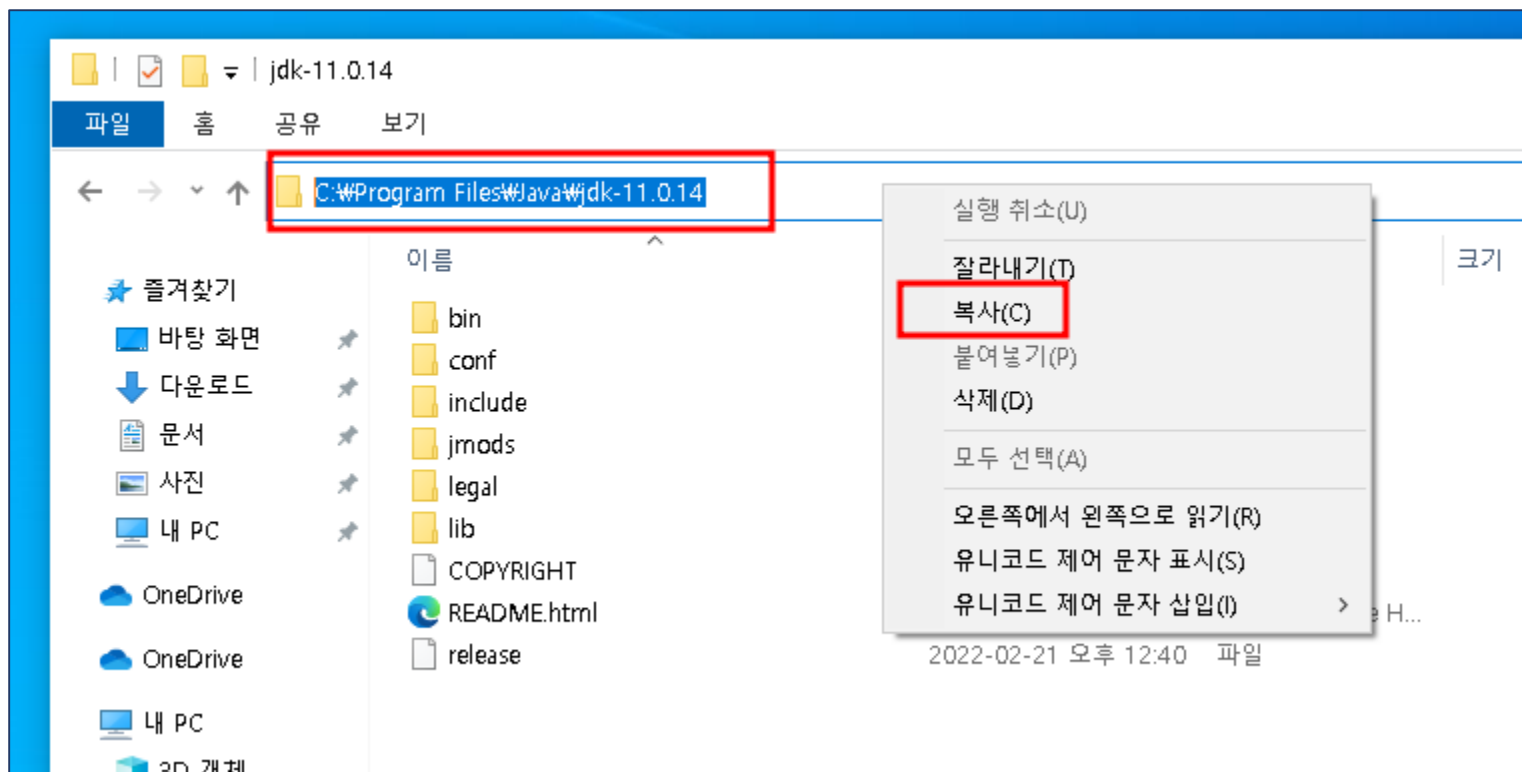 jdk-11.0.14
파일 홈 공유 보기
C:₩Program Files₩Java₩jdk-11.0.14
이름
크기
즐겨찾기
바탕 화면
다운로드
문서
사진
내 PC
OneDrive
OneDrive
내 PC
3D 개체
bin
conf
include
jmods
legal
lib
COPYRIGHT
README.html
release
2022-02-21 오후 12:40 파일
실행 취소(U)
잘라내기(T)
복사(C)
붙여넣기(P)
삭제(D)
모두 선택(A)
오른쪽에서 왼쪽으로 읽기(R)
유니코드 제어 문자 표시(S)
유니코드 제어 문자 삽입(I)
H...